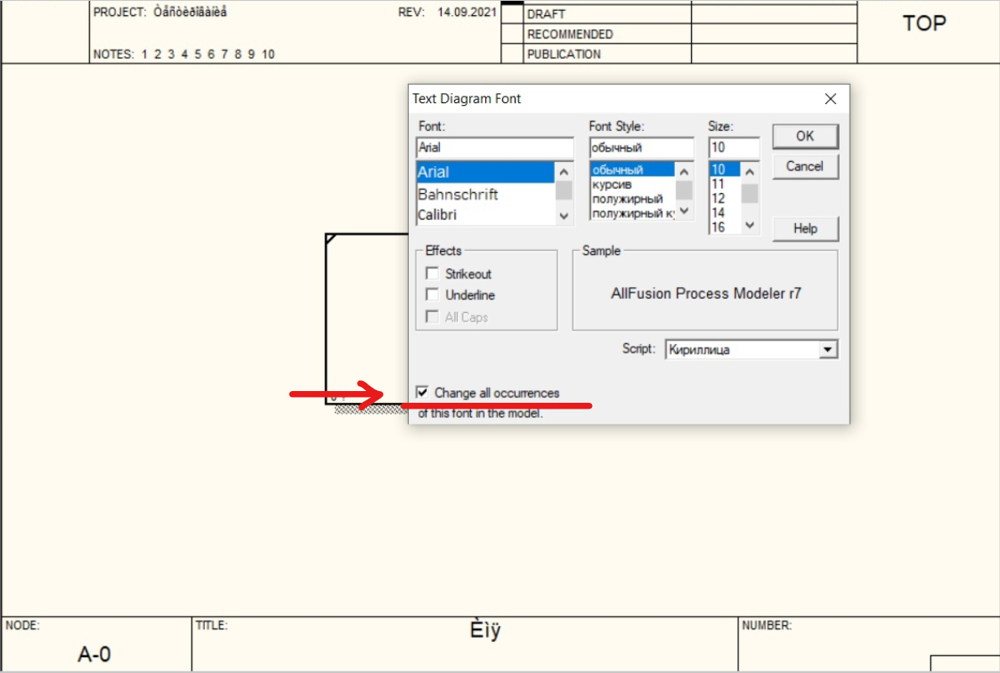 PROJECT: Òåñòèðîâàíèå
REV: 14.09.2021
DRAFT
TOP
RECOMMENDED
NOTES: 1 2 3 4 5 6 7 8 9 10
PUBLICATION
Text Diagram Font
Font:
Font Style:
Size:
Arial
обычный
10
OK
Arial
Bahnschrift
Calibri
обычный
курсив
полужирный
10
11
12
14
16
Cancel
Help
Effects
Strikeout
Underline
All Caps
Sample
AllFusion Process Modeler r7
Script:
Кириллица
Change all occurrences
of this font in the model.
NODE:
A-0
TITLE:
Èìÿ
NUMBER: